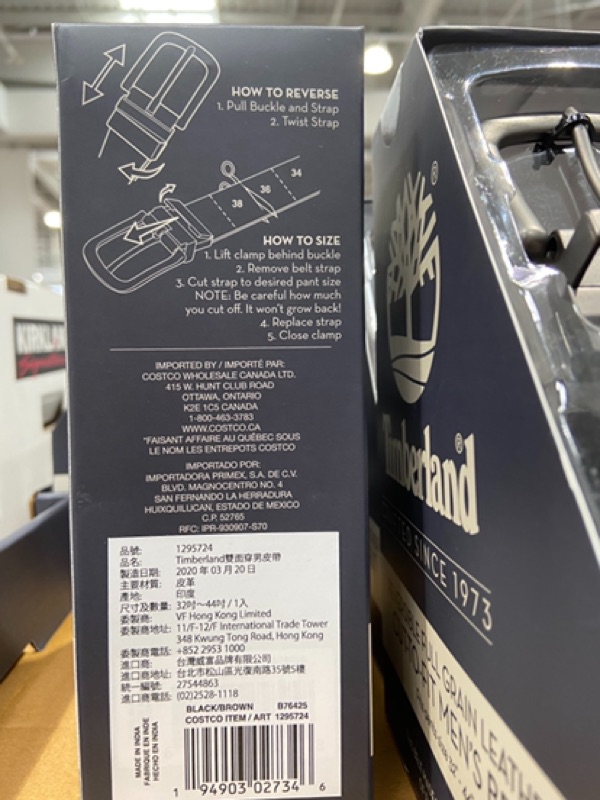 HOW TO REVERSE
1. Pull Buckle and Strap
2. Twist Strap
38 36 34
HOW TO SIZE
1. Lift clamp behind buckle
2. Remove belt strap
3. Cut strap to desired pant size
NOTE: Be careful how much
you cut off. It won't grow back!
4. Replace strap
5. Close clamp
IMPORTED BY / IMPORTÉ PAR:
COSTCO WHOLESALE CANADA LTD.
415 W. HUNT CLUB ROAD
OTTAWA, ONTARIO
K2E 1C5 CANADA
1-800-463-3783
WWW.COSTCO.CA
*FAISANT AFFAIRE AU QUÉBEC SOUS
LE NOM LES ENTREPOTS COSTCO
IMPORTADO POR:
IMPORTADORA PRIMEX, S.A. DE C.V.
BLVD. MAGNOCENTRO NO. 4
SAN FERNANDO LA HERRADURA
HUIXQUILUCAN, ESTADO DE MEXICO
C.P. 52765
RFC: IPR-930907-S70
品號: 1295724
品名: Timberland雙面穿男皮帶
製造日期: 2020 年 03 月 20 日
主要材質: 皮革
產地: 印度
尺寸及數量: 32吋~44吋 / 1入
委製商: VF Hong Kong Limited
委製商地址: 11/F-12/F International Trade Tower
348 Kwung Tong Road, Hong Kong
委製商電話: +852 2953 1000
進口商: 台灣威富品牌有限公司
進口商地址: 台北市松山區光復南路35號5樓
統一編號: 27544863
進口商電話: (02)2528-1118
BLACK/BROWN B76425
COSTCO ITEM / ART 1295724
MADE IN INDIA
FABRIQUE EN INDE
HECHO EN INDIA
1 94903 02734 6
KIRKLAND
Signature
Timberland®
SINCE 1973
FULL GRAIN LEATHER
MEN'S